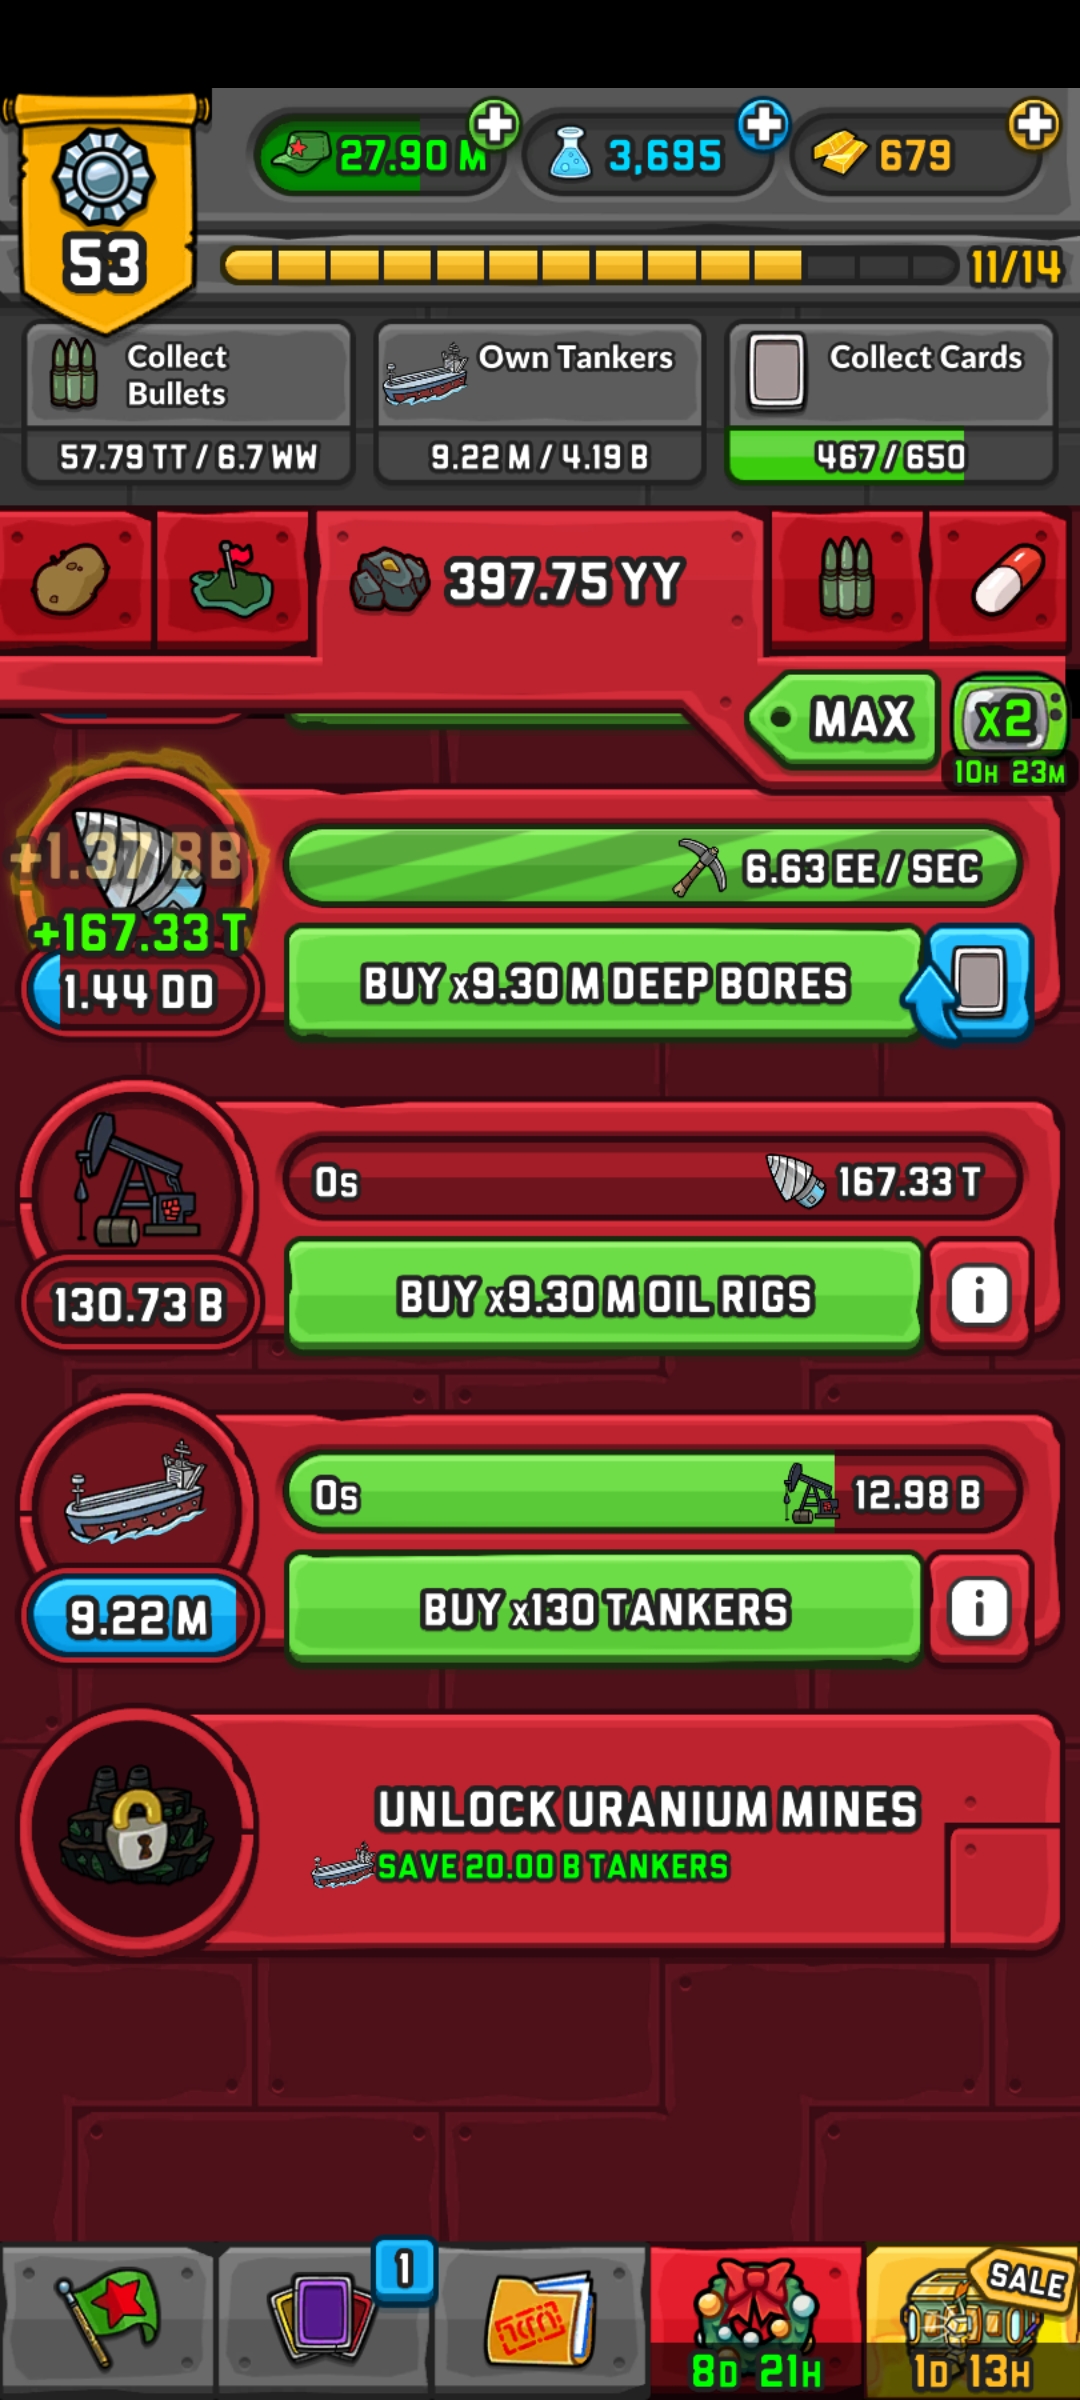 53
27.90 M
3,695
679
11/14
Collect
Bullets
57.79 TT / 6.7 WW
Own Tankers
9.22 M / 4.19 B
Collect Cards
467 / 650
397.75 YY
MAX
x2
10H 23M
+1.37 BB
+167.33 T
1.44 DD
6.63 EE / SEC
BUY x9.30 M DEEP BORES
0s
167.33 T
130.73 B
BUY x9.30 M OIL RIGS
i
0s
12.98 B
9.22 M
BUY x130 TANKERS
i
UNLOCK URANIUM MINES
SAVE 20.00 B TANKERS
1
8D 21H
SALE
1D 13H